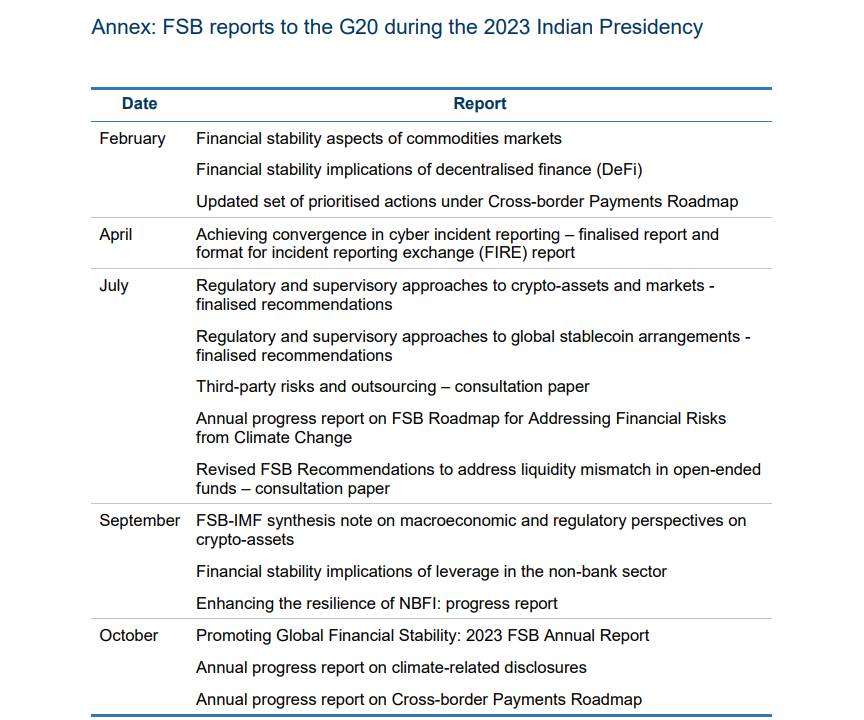 Annex: FSB reports to the G20 during the 2023 Indian Presidency
Date Report
February Financial stability aspects of commodities markets
Financial stability implications of decentralised finance (DeFi)
Updated set of prioritised actions under Cross-border Payments Roadmap
April Achieving convergence in cyber incident reporting – finalised report and
format for incident reporting exchange (FIRE) report
July Regulatory and supervisory approaches to crypto-assets and markets -
finalised recommendations
Regulatory and supervisory approaches to global stablecoin arrangements -
finalised recommendations
Third-party risks and outsourcing – consultation paper
Annual progress report on FSB Roadmap for Addressing Financial Risks
from Climate Change
Revised FSB Recommendations to address liquidity mismatch in open-ended
funds – consultation paper
September FSB-IMF synthesis note on macroeconomic and regulatory perspectives on
crypto-assets
Financial stability implications of leverage in the non-bank sector
Enhancing the resilience of NBFI: progress report
October Promoting Global Financial Stability: 2023 FSB Annual Report
Annual progress report on climate-related disclosures
Annual progress report on Cross-border Payments Roadmap